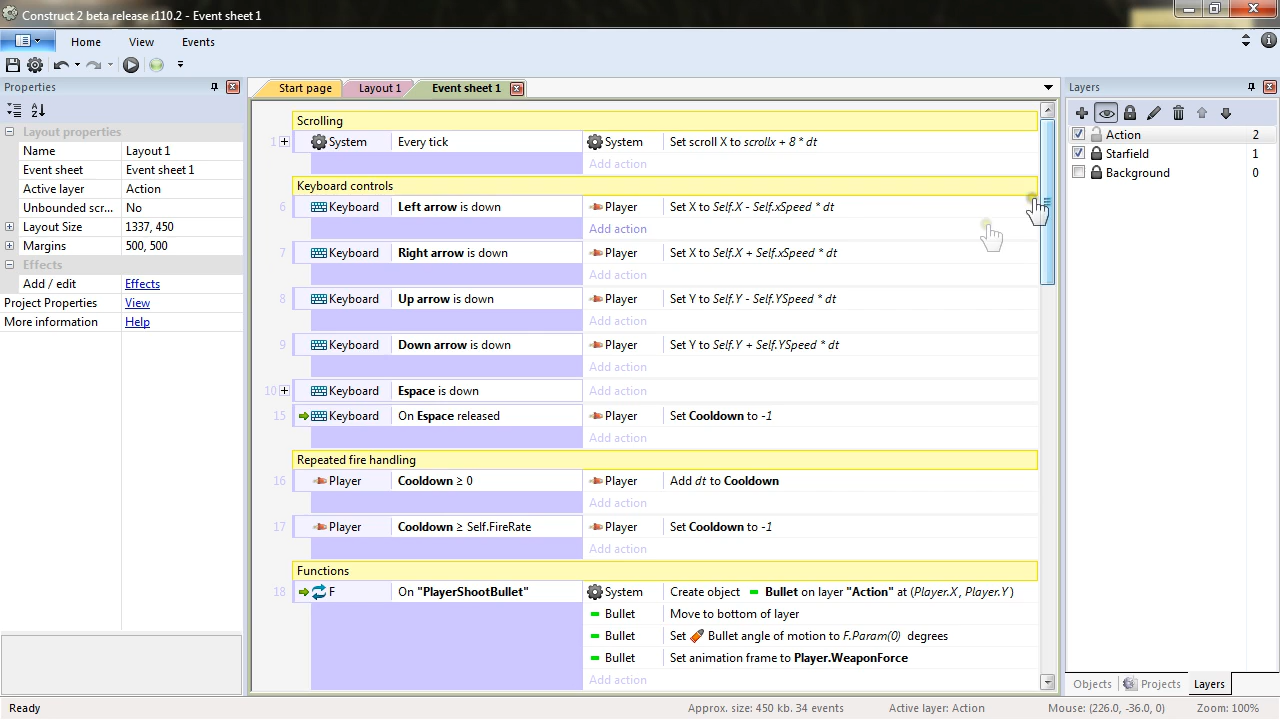 Construct 2 beta release r110.2 - Event sheet 1
Home View Events
Properties
Layout properties
Name Layout 1
Event sheet Event sheet 1
Active layer Action
Unbounded scr... No
Layout Size 1337, 450
Margins 500, 500
Effects
Add / edit Effects
Project Properties View
More information Help
Start page Layout 1 Event sheet 1
Scrolling
1 System Every tick System Set scroll X to scrollx + 8 * dt
Add action
Keyboard controls
6 Keyboard Left arrow is down Player Set X to Self.X - Self.xSpeed * dt
Add action
7 Keyboard Right arrow is down Player Set X to Self.X + Self.xSpeed * dt
Add action
8 Keyboard Up arrow is down Player Set Y to Self.Y - Self.YSpeed * dt
Add action
9 Keyboard Down arrow is down Player Set Y to Self.Y + Self.YSpeed * dt
Add action
10 Keyboard Espace is down Add action
15 Keyboard On Espace released Player Set Cooldown to -1
Add action
Repeated fire handling
16 Player Cooldown ≥ 0 Player Add dt to Cooldown
Add action
17 Player Cooldown ≥ Self.FireRate Player Set Cooldown to -1
Add action
Functions
18 F On "PlayerShootBullet" System Create object Bullet on layer "Action" at (Player.X, Player.Y)
Bullet Move to bottom of layer
Bullet Set Bullet angle of motion to F.Param(0) degrees
Bullet Set animation frame to Player.WeaponForce
Add action
Layers
Action 2
Starfield 1
Background 0
Objects Projects Layers
Ready Approx. size: 450 kb. 34 events Active layer: Action Mouse: (226.0, -36.0, 0) Zoom: 100%